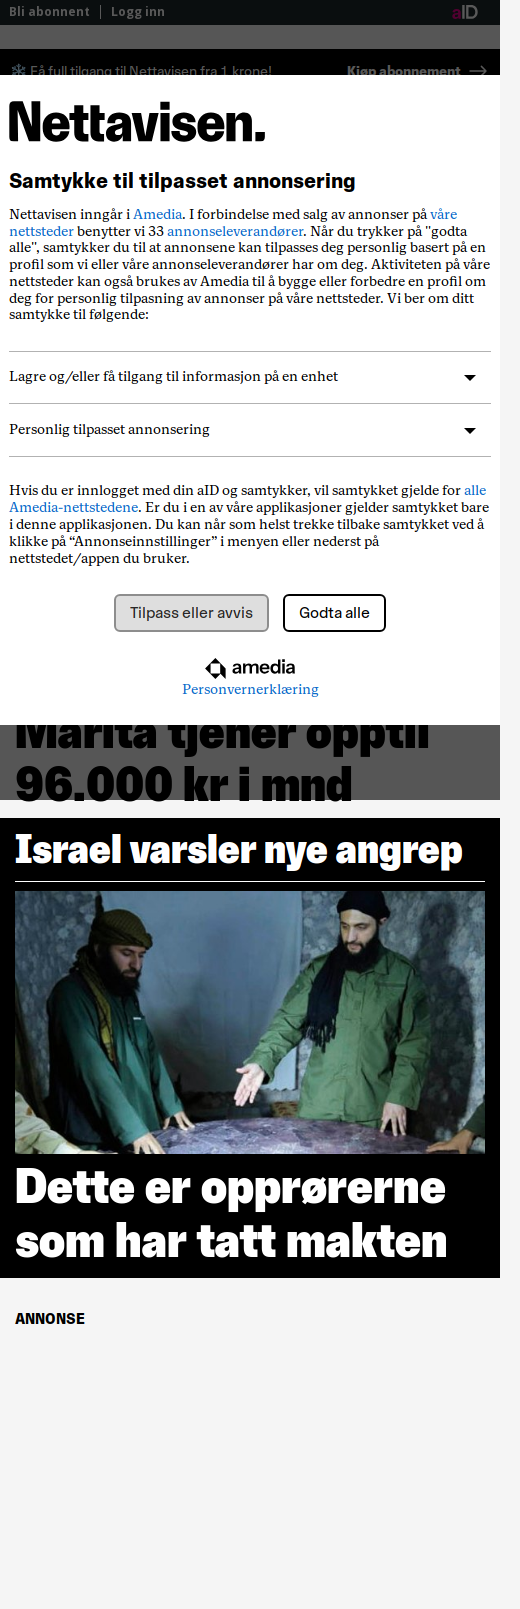 Bli abonnent
Logg inn
aID
Få full tilgang til Nettavisen fra 1 krone!
Kjøp abonnement
Nettavisen.
Samtykke til tilpasset annonsering
Nettavisen inngår i Amedia. I forbindelse med salg av annonser på våre
nettsteder benytter vi 33 annonseleverandører. Når du trykker på "godta
alle", samtykker du til at annonsene kan tilpasses deg personlig basert på en
profil som vi eller våre annonseleverandører har om deg. Aktiviteten på våre
nettsteder kan også brukes av Amedia til å bygge eller forbedre en profil om
deg for personlig tilpasning av annonser på våre nettsteder. Vi ber om ditt
samtykke til følgende:
Lagre og/eller få tilgang til informasjon på en enhet
Personlig tilpasset annonsering
Hvis du er innlogget med din aID og samtykker, vil samtykket gjelde for alle
Amedia-nettstedene. Er du i en av våre applikasjoner gjelder samtykket bare
i denne applikasjonen. Du kan når som helst trekke tilbake samtykket ved å
klikke på “Annonseinnstillinger” i menyen eller nederst på
nettstedet/appen du bruker.
Tilpass eller avvis
Godta alle
amedia
Personvernerklæring
Marita tjener opptil
96.000 kr i mnd
Israel varsler nye angrep
Dette er opprørerne
som har tatt makten
ANNONSE